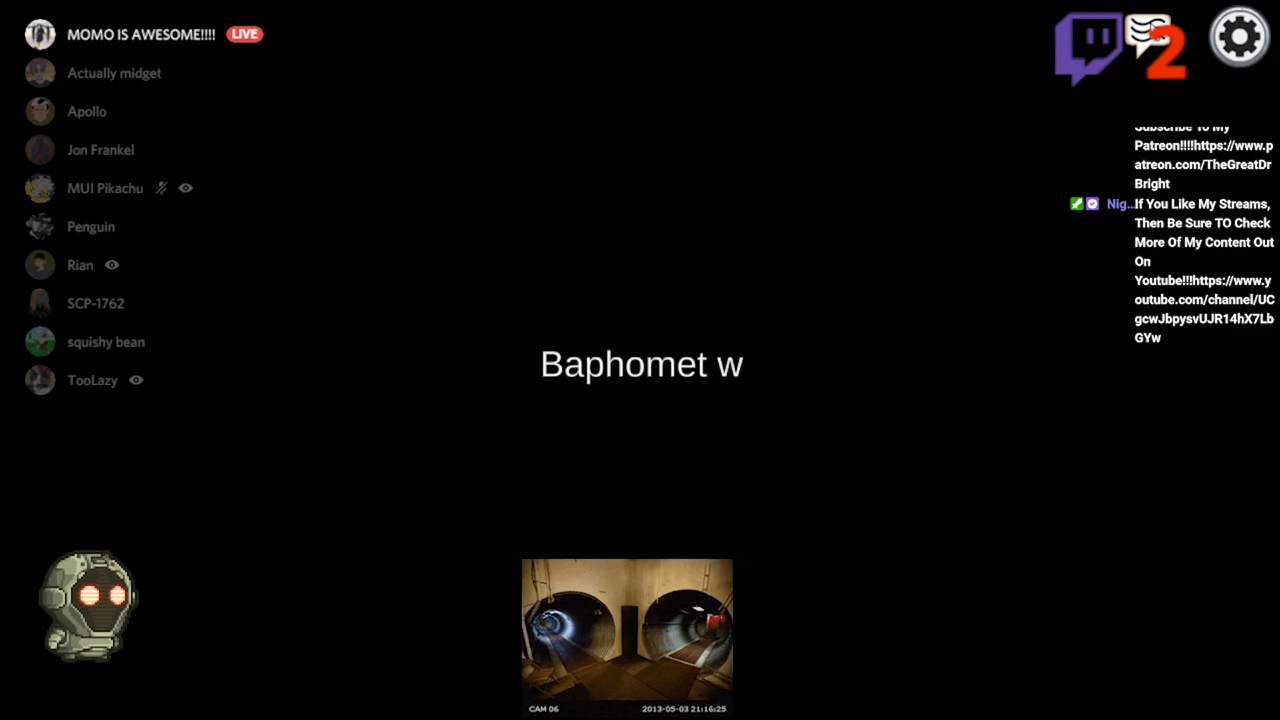 MOMO IS AWESOME!!!! LIVE
Actually midget
Apollo
Jon Frankel
MUI Pikachu
Penguin
Rian
SCP-1762
squishy bean
TooLazy
2
Subscribe To My
Patreon!!!!https://www.p
atreon.com/TheGreatDr
Bright
Nig...If You Like My Streams,
Then Be Sure TO Check
More Of My Content Out
On
Youtube!!!https://www.y
outube.com/channel/UC
gcwJbpysvUJR14hX7Lb
GYw
Baphomet w
CAM 06 2013-05-03 21:16:25